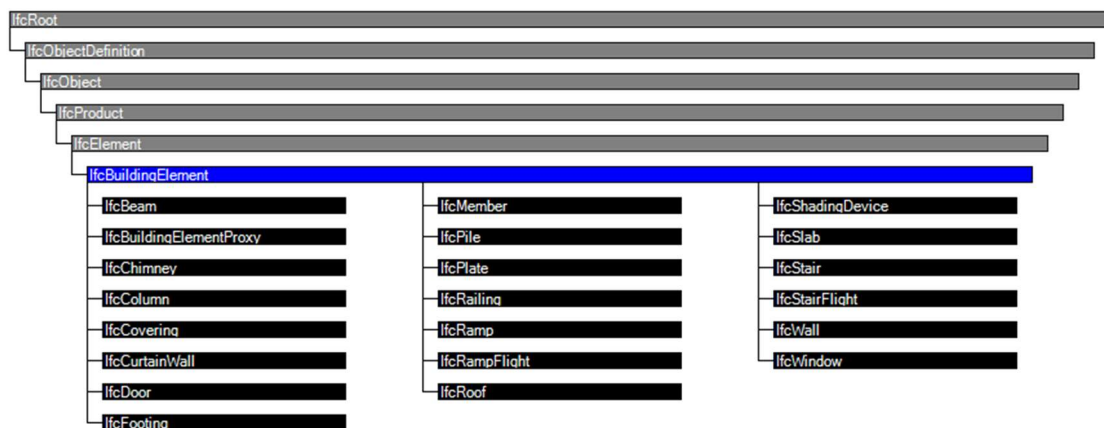 IfcRoot
IfcObjectDefinition
IfcObject
IfcProduct
IfcElement
IfcBuildingElement
IfcBeam
IfcBuildingElementProxy
IfcChimney
IfcColumn
IfcCovering
IfcCurtainWall
IfcDoor
IfcFooting
IfcMember
IfcPile
IfcPlate
IfcRailing
IfcRamp
IfcRampFlight
IfcRoof
IfcShadingDevice
IfcSlab
IfcStair
IfcStairFlight
IfcWall
IfcWindow